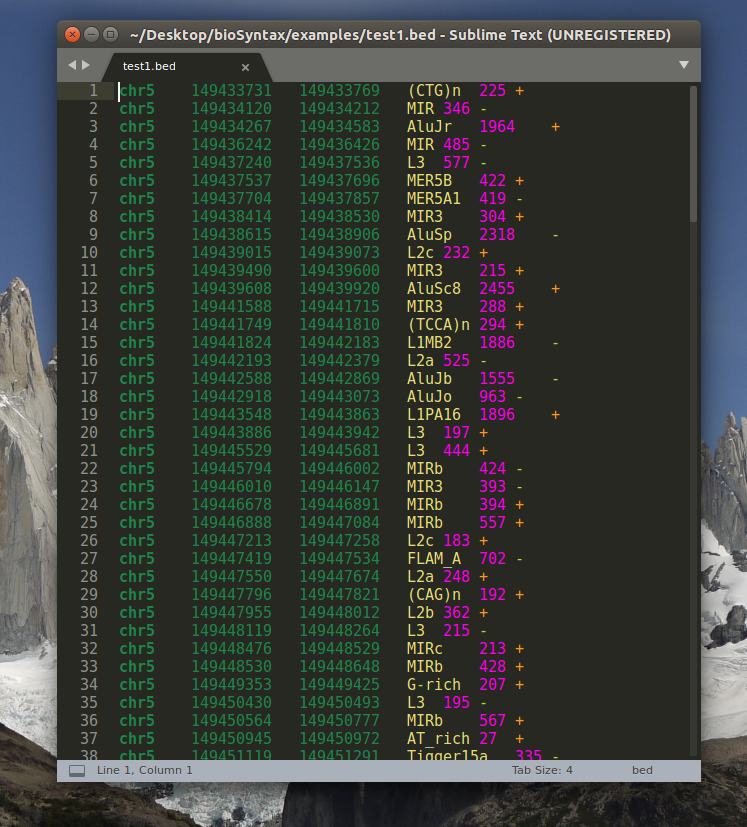 ~/Desktop/bioSyntax/examples/test1.bed - Sublime Text (UNREGISTERED)
test1.bed
1 chr5 149433731 149433769 (CTG)n 225 +
2 chr5 149434120 149434212 MIR 346 -
3 chr5 149434267 149434583 AluJr 1964 +
4 chr5 149436242 149436426 MIR 485 -
5 chr5 149437240 149437536 L3 577 -
6 chr5 149437537 149437696 MER5B 422 +
7 chr5 149437704 149437857 MER5A1 419 -
8 chr5 149438414 149438530 MIR3 304 +
9 chr5 149438615 149438906 AluSp 2318 -
10 chr5 149439015 149439073 L2c 232 +
11 chr5 149439490 149439600 MIR3 215 +
12 chr5 149439608 149439920 AluSc8 2455 +
13 chr5 149441588 149441715 MIR3 288 +
14 chr5 149441749 149441810 (TCCA)n 294 +
15 chr5 149441824 149442183 L1MB2 1886 -
16 chr5 149442193 149442379 L2a 525 -
17 chr5 149442588 149442869 AluJb 1555 -
18 chr5 149442918 149443073 AluJo 963 -
19 chr5 149443548 149443863 L1PA16 1896 +
20 chr5 149443886 149443942 L3 197 +
21 chr5 149445529 149445681 L3 444 +
22 chr5 149445794 149446002 MIRb 424 -
23 chr5 149446010 149446147 MIR3 393 -
24 chr5 149446678 149446891 MIRb 394 +
25 chr5 149446888 149447084 MIRb 557 +
26 chr5 149447213 149447258 L2c 183 +
27 chr5 149447419 149447534 FLAM_A 702 -
28 chr5 149447550 149447674 L2a 248 +
29 chr5 149447796 149447821 (CAG)n 192 +
30 chr5 149447955 149448012 L2b 362 +
31 chr5 149448119 149448264 L3 215 -
32 chr5 149448476 149448529 MIRc 213 +
33 chr5 149448530 149448648 MIRb 428 +
34 chr5 149449353 149449425 G-rich 207 +
35 chr5 149450430 149450493 L3 195 -
36 chr5 149450564 149450777 MIRb 567 +
37 chr5 149450945 149450972 AT_rich 27 +
38 chr5 149451119 149451291 Tigger15a 335 -
Line 1, Column 1 Tab Size: 4 bed